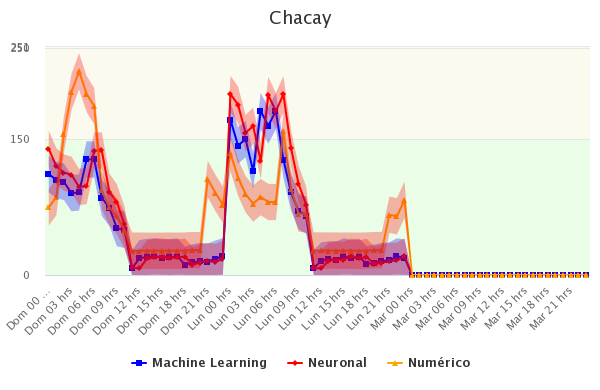 Chacay
250
150
0
Dom 00 ...
Dom 03 hrs
Dom 06 hrs
Dom 09 hrs
Dom 12 hrs
Dom 15 hrs
Dom 18 hrs
Dom 21 hrs
Lun 00 hrs
Lun 03 hrs
Lun 06 hrs
Lun 09 hrs
Lun 12 hrs
Lun 15 hrs
Lun 18 hrs
Lun 21 hrs
Mar 00 hrs
Mar 03 hrs
Mar 06 hrs
Mar 09 hrs
Mar 12 hrs
Mar 15 hrs
Mar 18 hrs
Mar 21 hrs
Machine Learning Neuronal Numérico